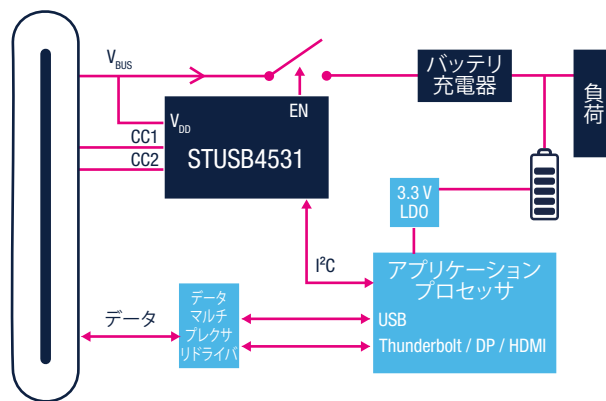 VBUS
バッテリ
充電器
負荷
EN
VDD
CC1
CC2
STUSB4531
3.3 V
LDO
I²C
アプリケーション
プロセッサ
データ
データ
マルチ
プレクサ
リドライバ
USB
Thunderbolt / DP / HDMI